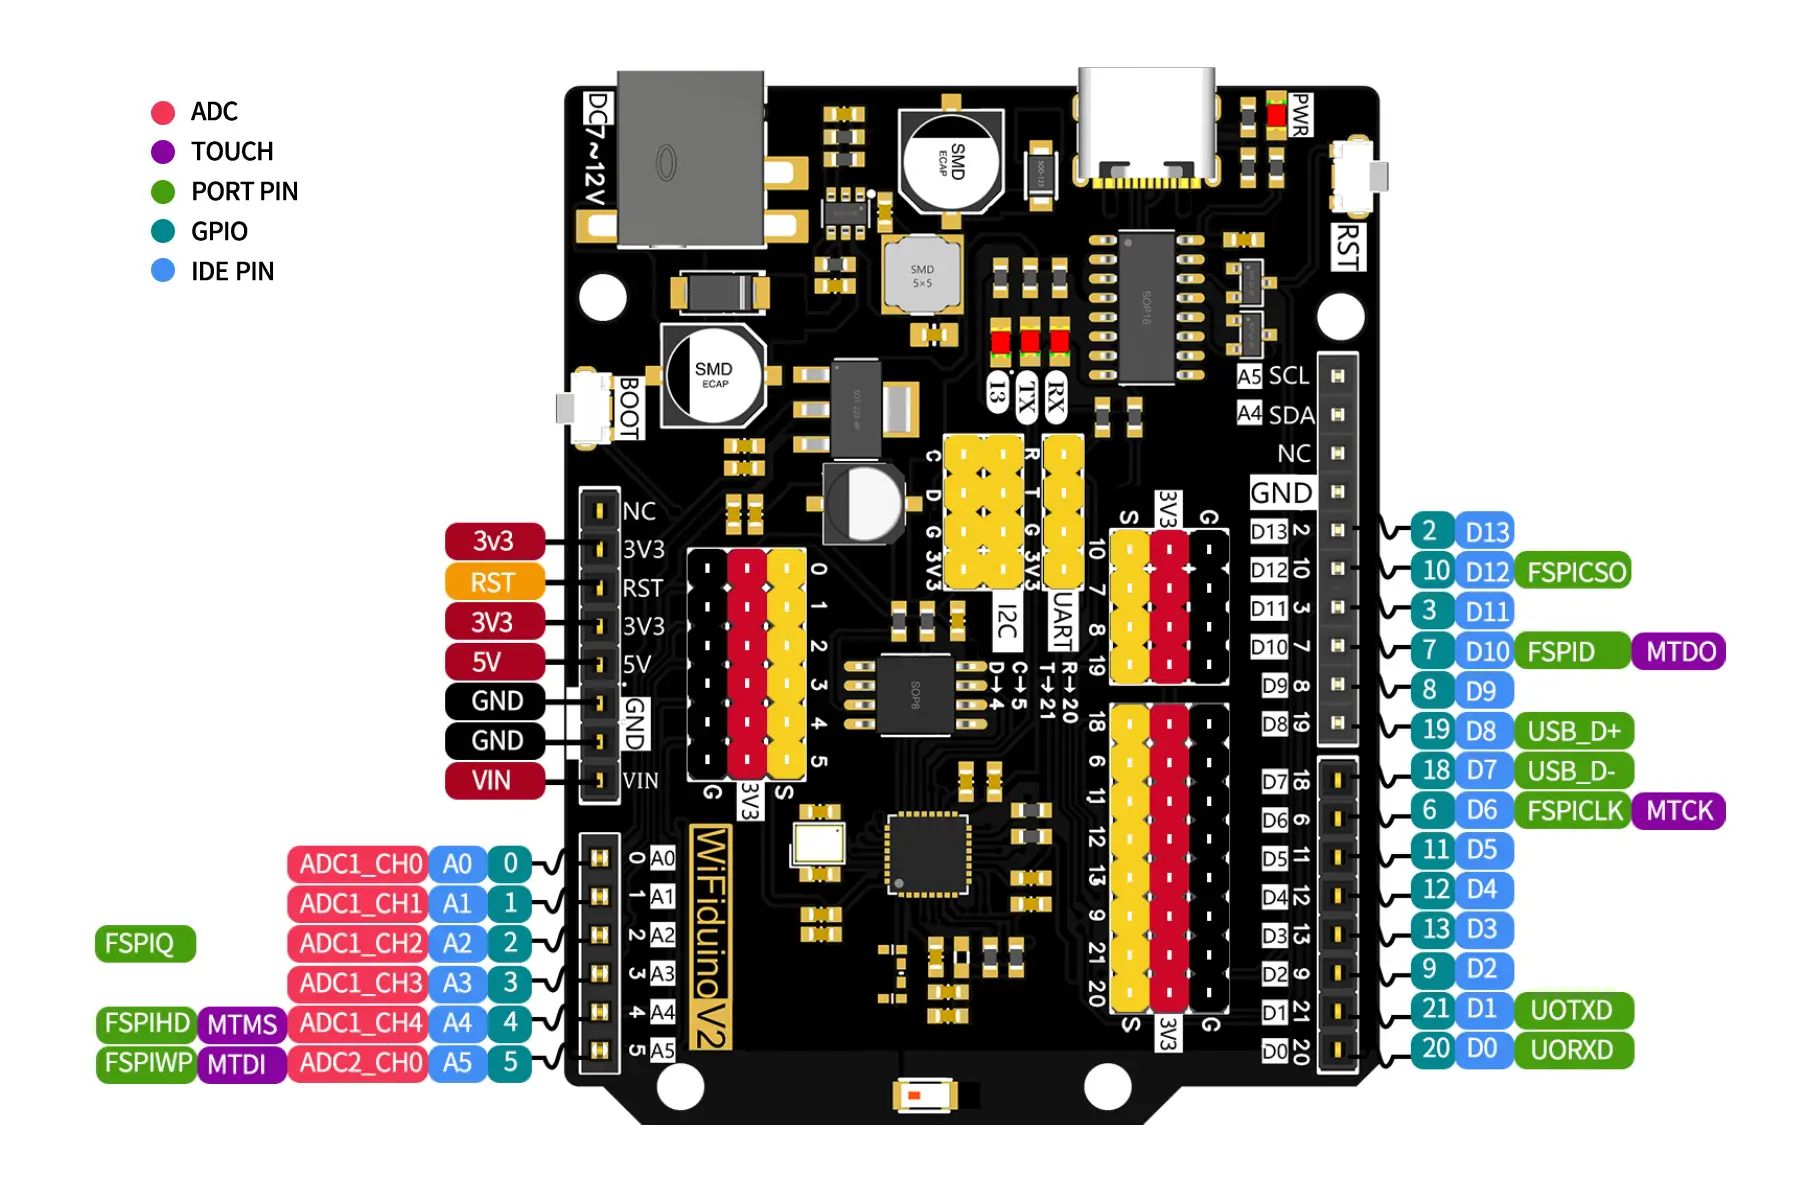 ADC
TOUCH
PORT PIN
GPIO
IDE PIN
DC7~12V
SMD
ECAP
SMD
5×5
SMD
ECAP
SOP16
PWR
RST
BOOT
13
TX
RX
C
D
G
3V3
R
T
G
3V3
I2C
UART
D→4
C→5
T→21
R→20
SOP8
WiFiduinoV2
NC
3V3
RST
3V3
5V
GND
VIN
3v3
RST
3V3
5V
GND
GND
VIN
0
1
2
3
4
5
G
3V3
S
S
3V3
G
10
7
8
19
18
6
11
12
13
9
21
20
S
3V3
G
A5 SCL
A4 SDA
NC
GND
D13 2
D12 10
D11 3
D10 7
D9 8
D8 19
D7 18
D6 6
D5 11
D4 12
D3 13
D2 9
D1 21
D0 20
2 D13
10 D12 FSPICSO
3 D11
7 D10 FSPID MTDO
8 D9
19 D8 USB_D+
18 D7 USB_D-
6 D6 FSPICLK MTCK
11 D5
12 D4
13 D3
9 D2
21 D1 UOTXD
20 D0 UORXD
ADC1_CH0 A0 0
ADC1_CH1 A1 1
FSPIQ ADC1_CH2 A2 2
ADC1_CH3 A3 3
FSPIHD MTMS ADC1_CH4 A4 4
FSPIWP MTDI ADC2_CH0 A5 5
0 A0
1 A1
2 A2
3 A3
4 A4
5 A5